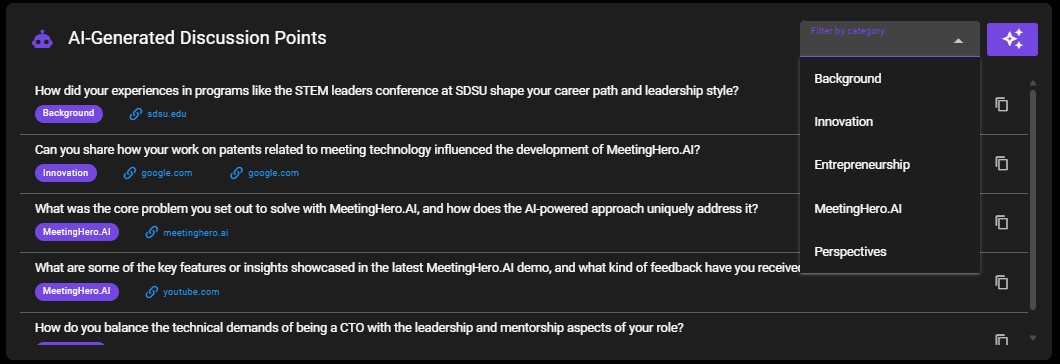 AI-Generated Discussion Points
Filter by category
Background
Innovation
Entrepreneurship
MeetingHero.AI
Perspectives
How did your experiences in programs like the STEM leaders conference at SDSU shape your career path and leadership style?
Background sdsu.edu
Can you share how your work on patents related to meeting technology influenced the development of MeetingHero.AI?
Innovation google.com google.com
What was the core problem you set out to solve with MeetingHero.AI, and how does the AI-powered approach uniquely address it?
MeetingHero.AI meetinghero.ai
What are some of the key features or insights showcased in the latest MeetingHero.AI demo, and what kind of feedback have you received
MeetingHero.AI youtube.com
How do you balance the technical demands of being a CTO with the leadership and mentorship aspects of your role?